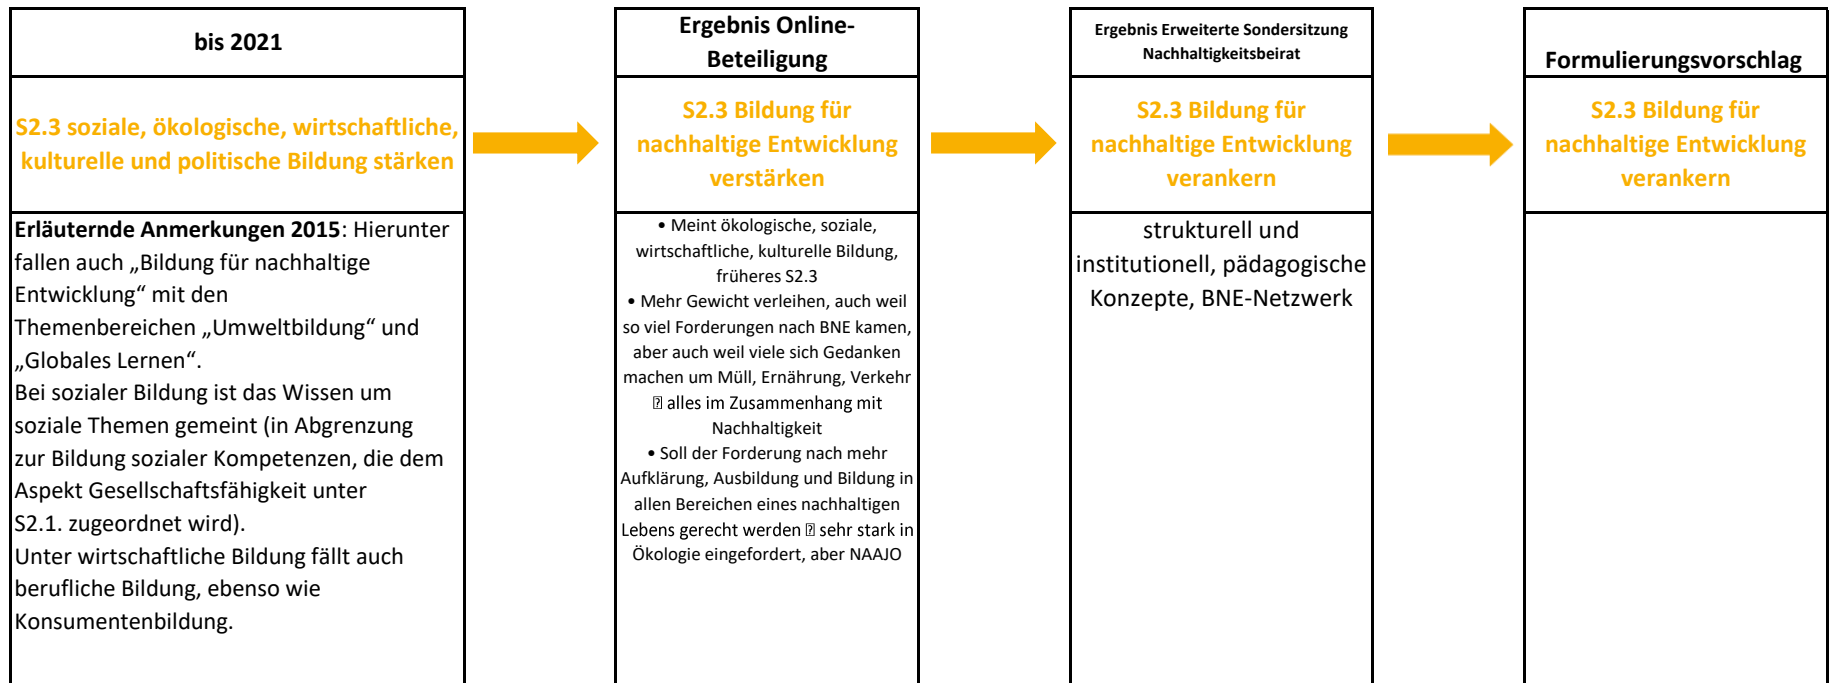 bis 2021
S2.3 soziale, ökologische, wirtschaftliche,
kulturelle und politische Bildung stärken
Erläuternde Anmerkungen 2015: Hierunter
fallen auch „Bildung für nachhaltige
Entwicklung“ mit den
Themenbereichen „Umweltbildung“ und
„Globales Lernen“.
Bei sozialer Bildung ist das Wissen um
soziale Themen gemeint (in Abgrenzung
zur Bildung sozialer Kompetenzen, die dem
Aspekt Gesellschaftsfähigkeit unter
S2.1. zugeordnet wird).
Unter wirtschaftliche Bildung fällt auch
berufliche Bildung, ebenso wie
Konsumentenbildung.
Ergebnis Online-
Beteiligung
S2.3 Bildung für
nachhaltige Entwicklung
verstärken
• Meint ökologische, soziale,
wirtschaftliche, kulturelle Bildung,
früheres S2.3
• Mehr Gewicht verleihen, auch weil
so viel Forderungen nach BNE kamen,
aber auch weil viele sich Gedanken
machen um Müll, Ernährung, Verkehr
⍰ alles im Zusammenhang mit
Nachhaltigkeit
• Soll der Forderung nach mehr
Aufklärung, Ausbildung und Bildung in
allen Bereichen eines nachhaltigen
Lebens gerecht werden ⍰ sehr stark in
Ökologie eingefordert, aber NAAJO
Ergebnis Erweiterte Sondersitzung
Nachhaltigkeitsbeirat
S2.3 Bildung für
nachhaltige Entwicklung
verankern
strukturell und
institutionell, pädagogische
Konzepte, BNE-Netzwerk
Formulierungsvorschlag
S2.3 Bildung für
nachhaltige Entwicklung
verankern